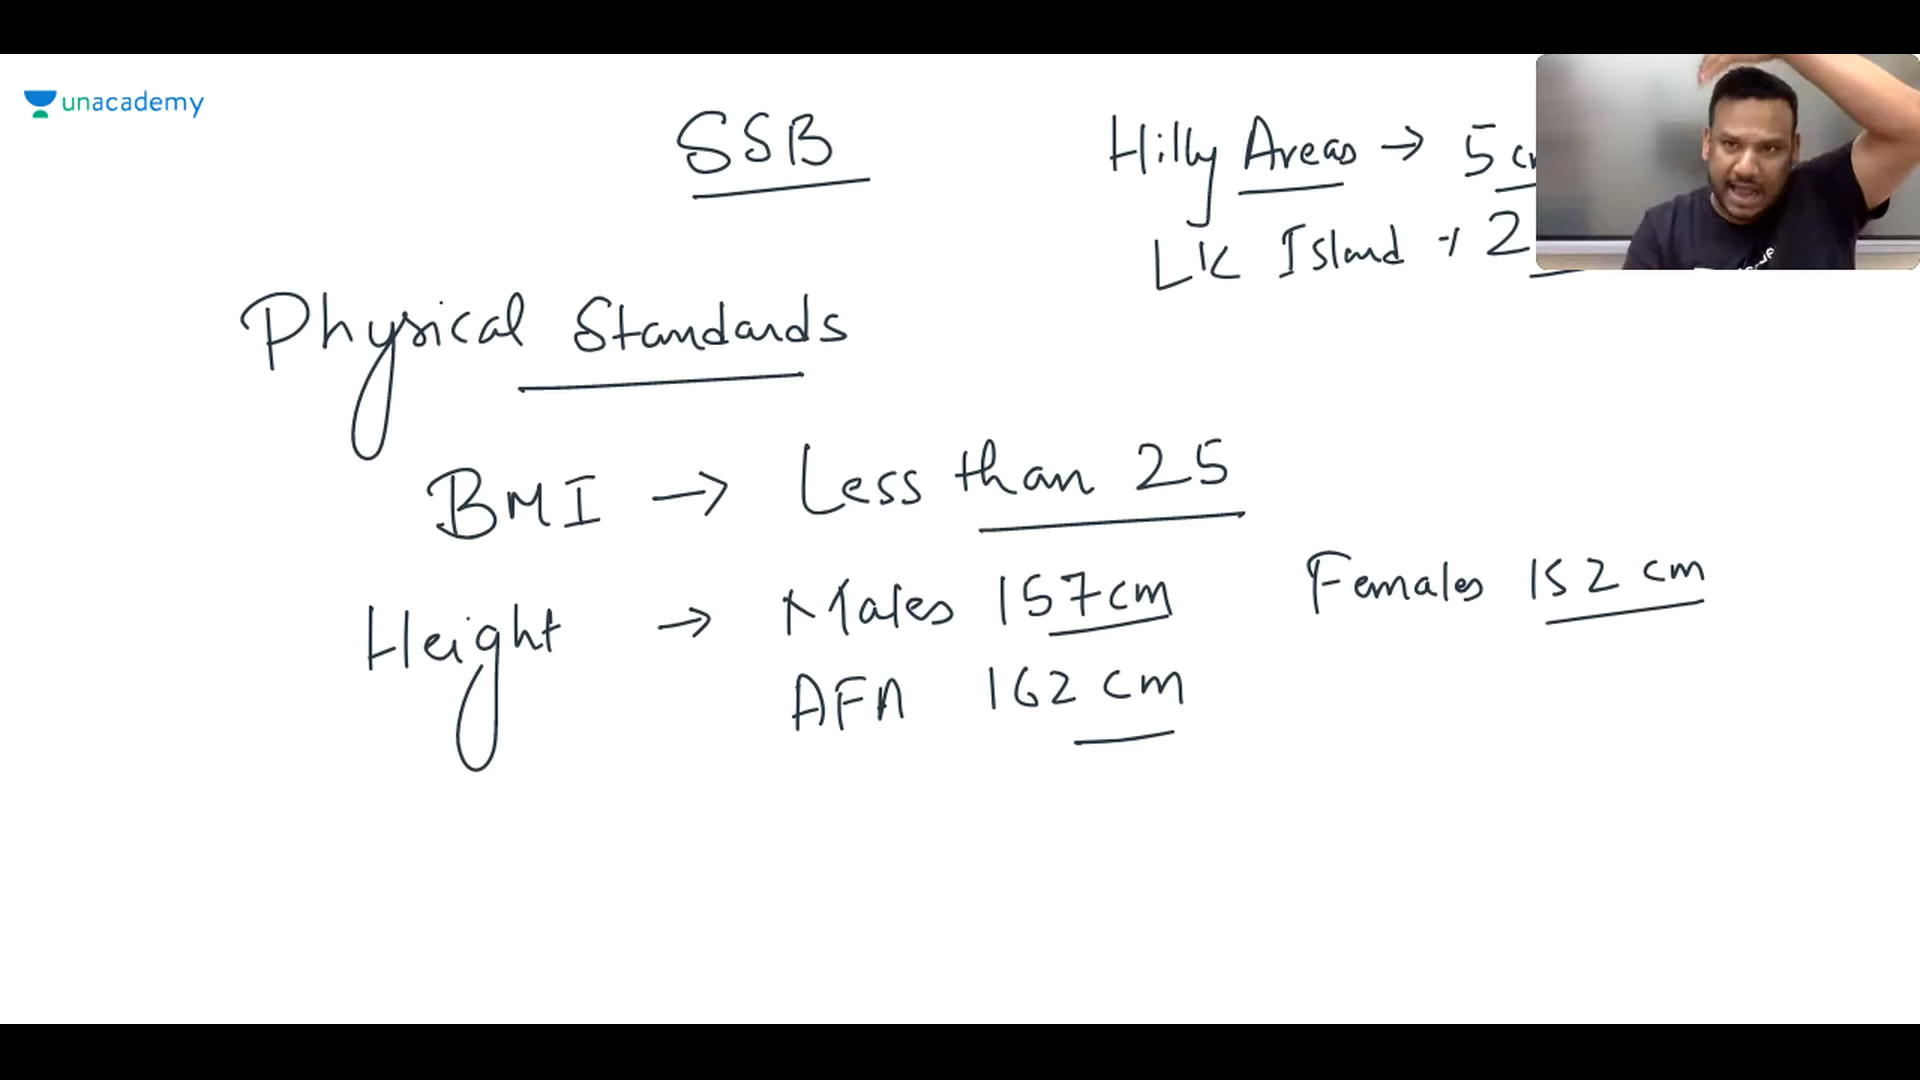 unacademy
SSB
Hilly Areas → 5
LK Island → 2
Physical Standards
BMI → Less than 25
Height → Males 157cm Females 152 cm
AFA 162 cm